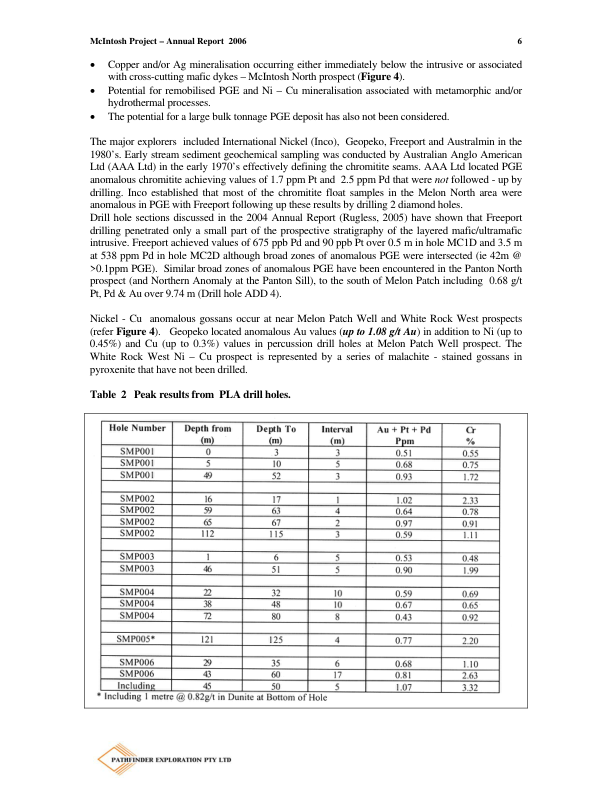 McIntosh Project – Annual Report 2006 6
• Copper and/or Ag mineralisation occurring either immediately below the intrusive or associated
with cross-cutting mafic dykes – McIntosh North prospect (Figure 4).
• Potential for remobilised PGE and Ni – Cu mineralisation associated with metamorphic and/or
hydrothermal processes.
• The potential for a large bulk tonnage PGE deposit has also not been considered.
The major explorers included International Nickel (Inco), Geopeko, Freeport and Australmin in the
1980's. Early stream sediment geochemical sampling was conducted by Australian Anglo American
Ltd (AAA Ltd) in the early 1970's effectively defining the chromitite seams. AAA Ltd located PGE
anomalous chromitite achieving values of 1.7 ppm Pt and 2.5 ppm Pd that were not followed - up by
drilling. Inco established that most of the chromitite float samples in the Melon North area were
anomalous in PGE with Freeport following up these results by drilling 2 diamond holes.
Drill hole sections discussed in the 2004 Annual Report (Rugless, 2005) have shown that Freeport
drilling penetrated only a small part of the prospective stratigraphy of the layered mafic/ultramafic
intrusive. Freeport achieved values of 675 ppb Pd and 90 ppb Pt over 0.5 m in hole MC1D and 3.5 m
at 538 ppm Pd in hole MC2D although broad zones of anomalous PGE were intersected (ie 42m @
>0.1ppm PGE). Similar broad zones of anomalous PGE have been encountered in the Panton North
prospect (and Northern Anomaly at the Panton Sill), to the south of Melon Patch including 0.68 g/t
Pt, Pd & Au over 9.74 m (Drill hole ADD 4).
Nickel - Cu anomalous gossans occur at near Melon Patch Well and White Rock West prospects
(refer Figure 4). Geopeko located anomalous Au values (up to 1.08 g/t Au) in addition to Ni (up to
0.45%) and Cu (up to 0.3%) values in percussion drill holes at Melon Patch Well prospect. The
White Rock West Ni – Cu prospect is represented by a series of malachite - stained gossans in
pyroxenite that have not been drilled.
Table 2 Peak results from PLA drill holes.
Hole Number Depth from Depth To Interval Au + Pt + Pd Cr
(m) (m) (m) Ppm %
SMP001 0 3 3 0.51 0.55
SMP001 5 10 5 0.68 0.75
SMP001 49 52 3 0.93 1.72
SMP002 16 17 1 1.02 2.33
SMP002 59 63 4 0.64 0.78
SMP002 65 67 2 0.97 0.91
SMP002 112 115 3 0.59 1.11
SMP003 1 6 5 0.53 0.48
SMP003 46 51 5 0.90 1.99
SMP004 22 32 10 0.59 0.69
SMP004 38 48 10 0.67 0.65
SMP004 72 80 8 0.43 0.92
SMP005* 121 125 4 0.77 2.20
SMP006 29 35 6 0.68 1.10
SMP006 43 60 17 0.81 2.63
Including 45 50 5 1.07 3.32
* Including 1 metre @ 0.82g/t in Dunite at Bottom of Hole
PATHFINDER EXPLORATION PTY LTD